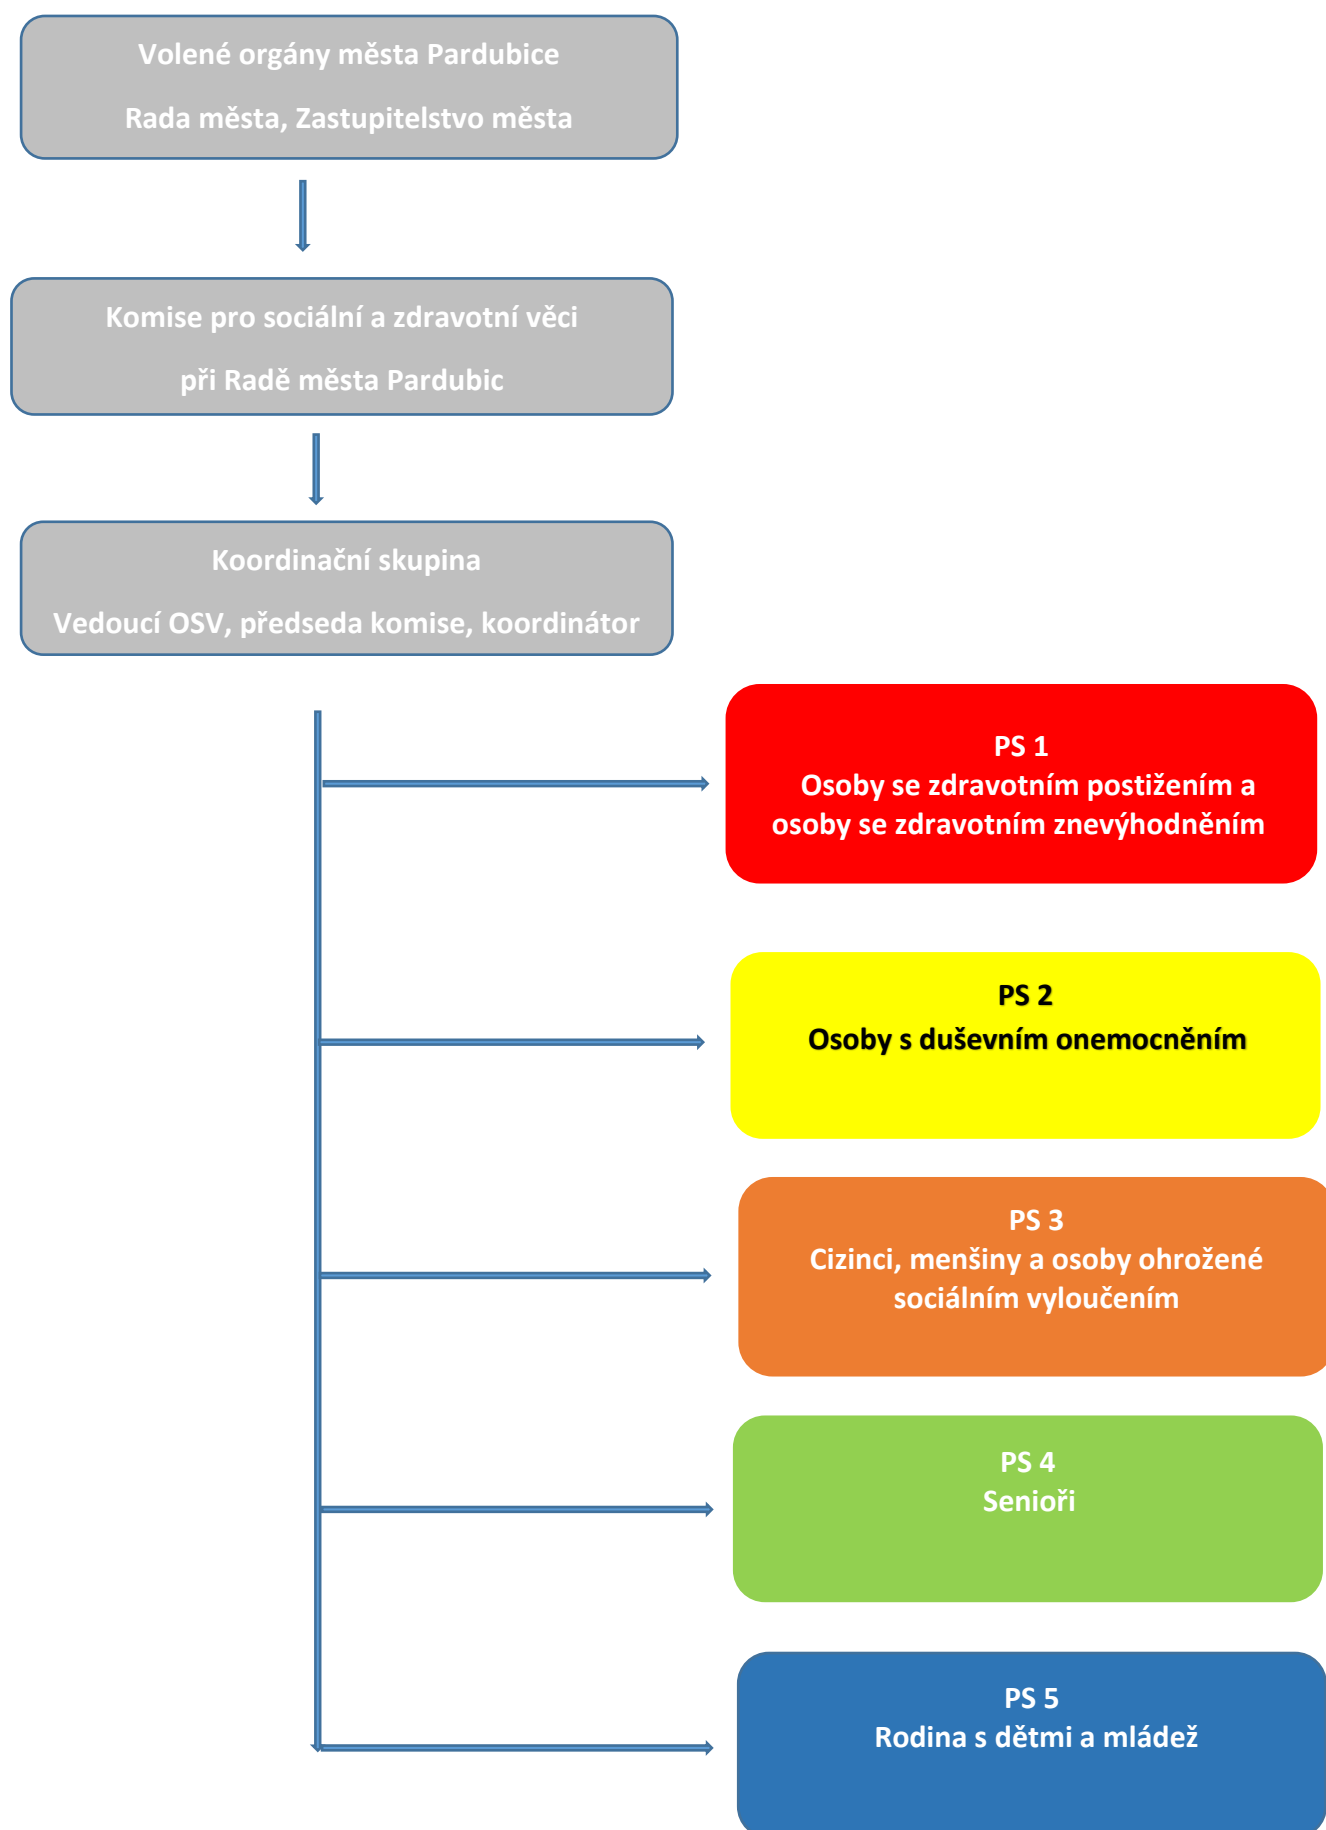 Volené orgány města Pardubice
Rada města, Zastupitelstvo města
Komise pro sociální a zdravotní věci
při Radě města Pardubic
Koordinační skupina
Vedoucí OSV, předseda komise, koordinátor
PS 1
Osoby se zdravotním postižením a
osoby se zdravotním znevýhodněním
PS 2
Osoby s duševním onemocněním
PS 3
Cizinci, menšiny a osoby ohrožené
sociálním vyloučením
PS 4
Senioři
PS 5
Rodina s dětmi a mládež